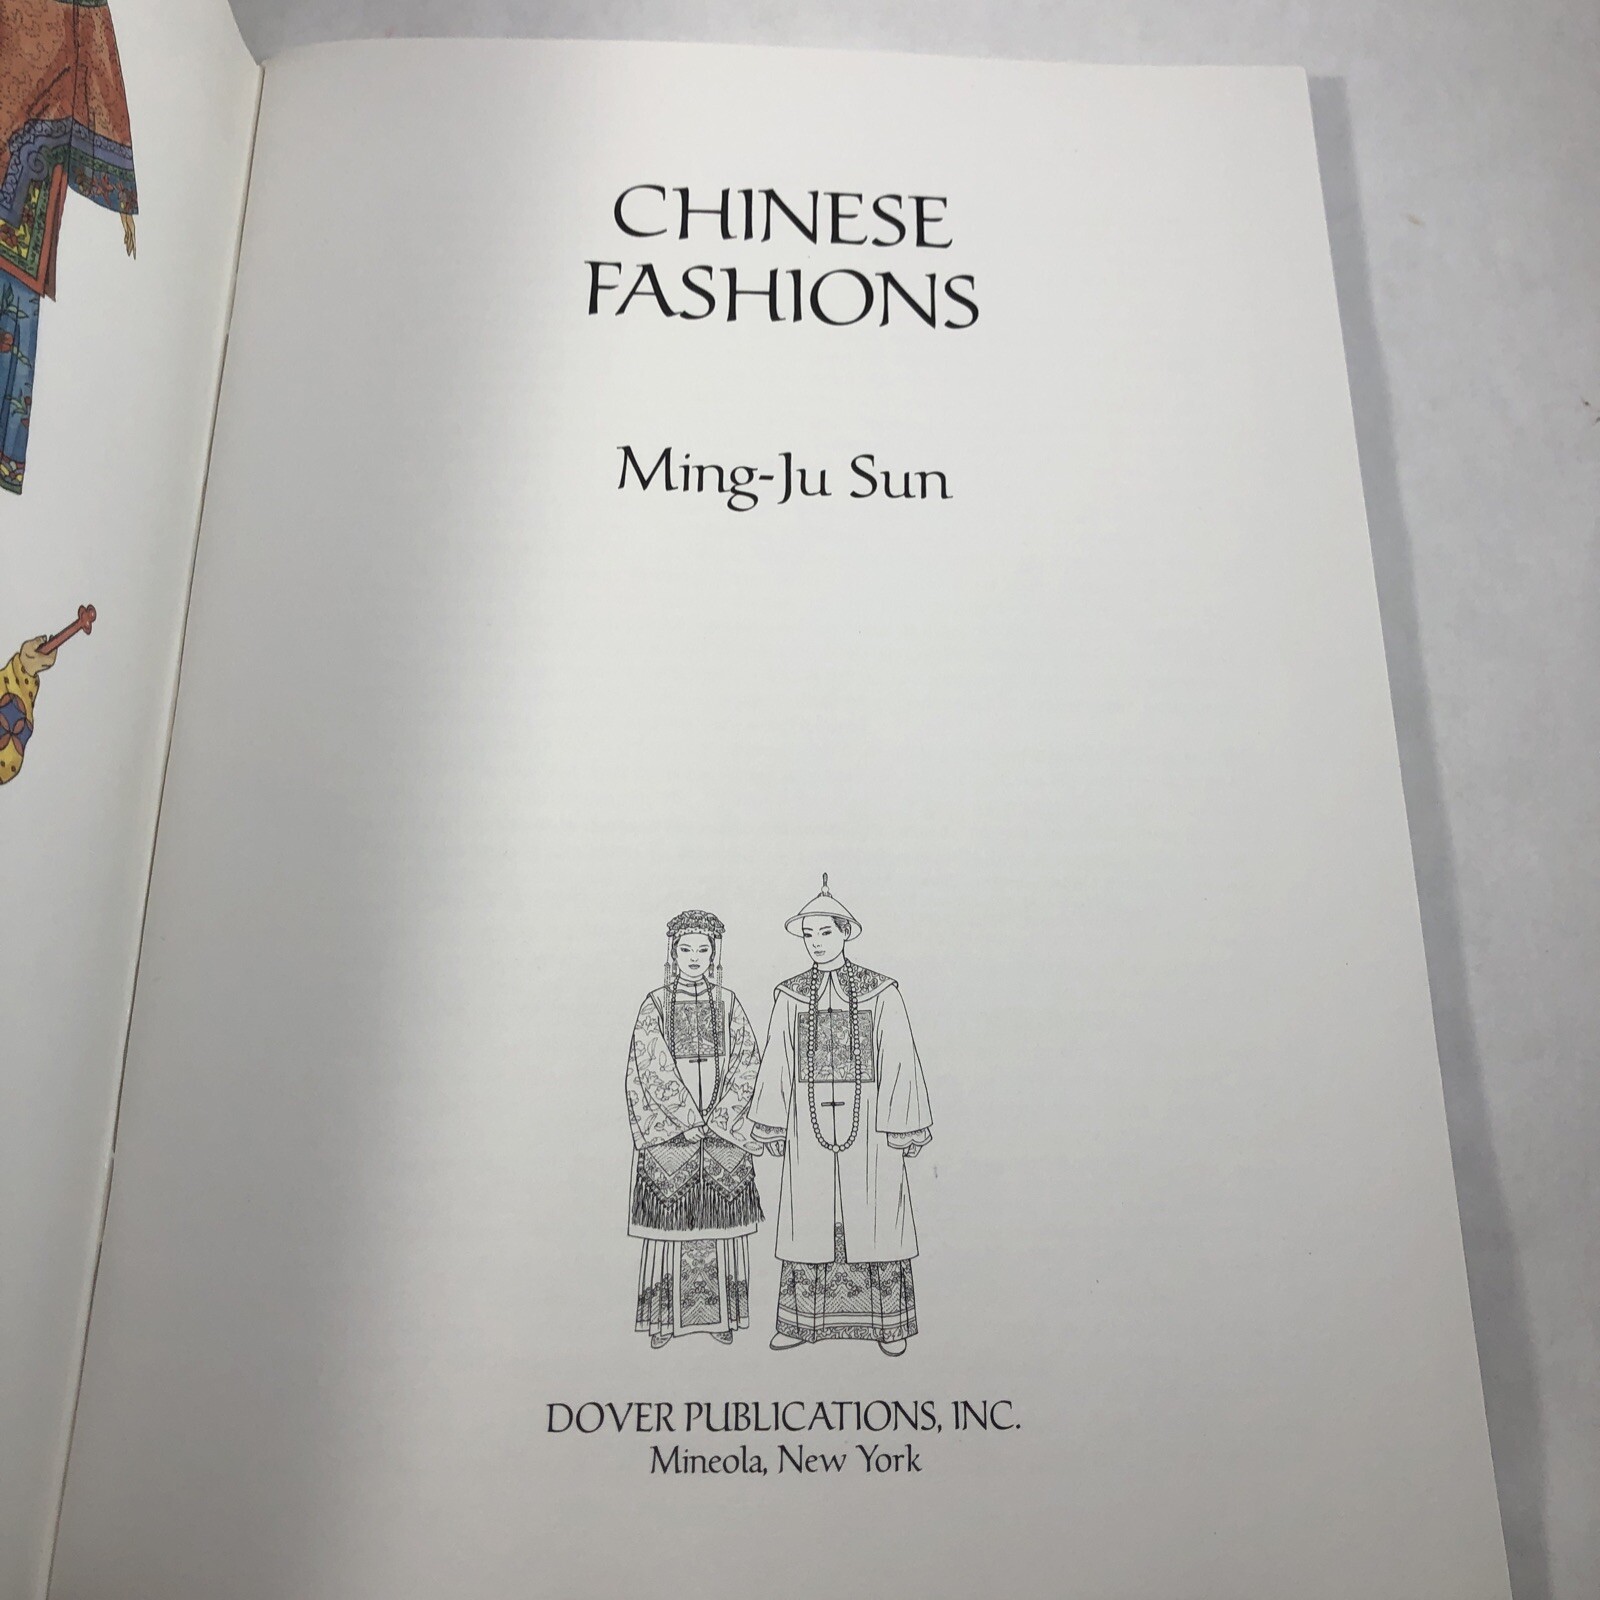 CHINESE
FASHIONS
Ming-Ju Sun
DOVER PUBLICATIONS, INC.
Mineola, New York